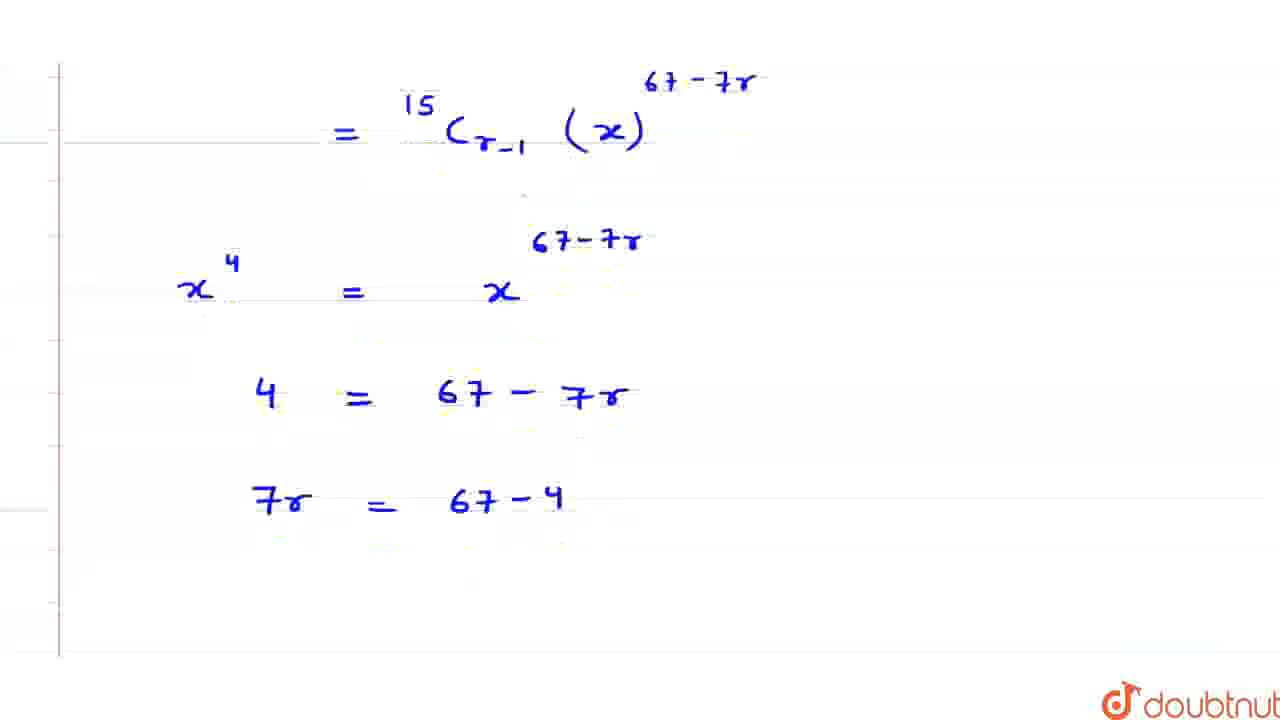 = ¹⁵C_{r-1} (x)^{67-7r}
x⁴ = x^{67-7r}
4 = 67 - 7r
7r = 67 - 4
doubtnut